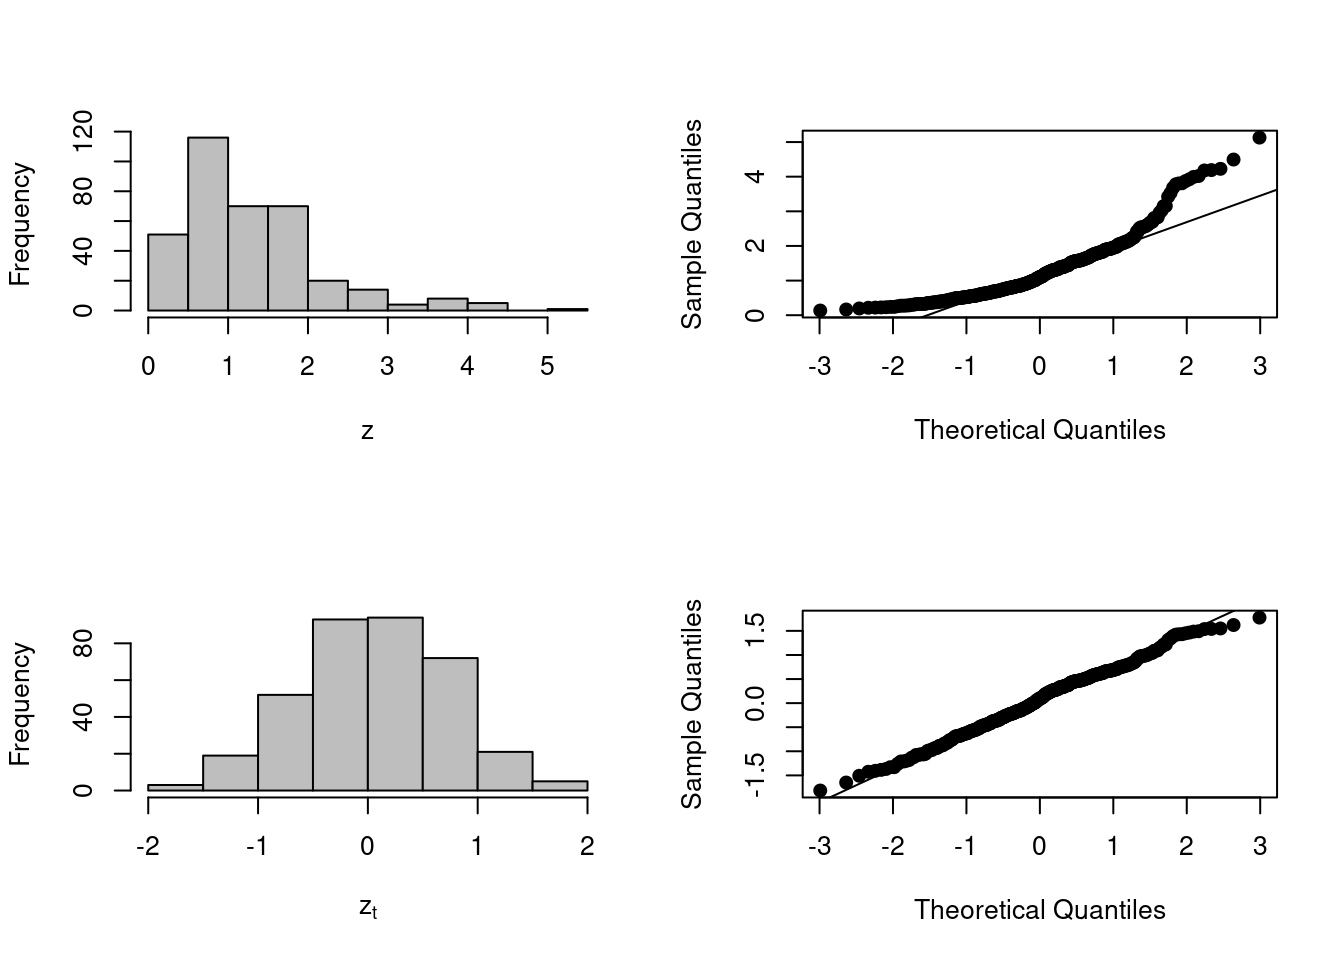 Frequency
120
80
40
0
0 1 2 3 4 5
z
Sample Quantiles
4
2
0
-3 -2 -1 0 1 2 3
Theoretical Quantiles
Frequency
80
40
0
-2 -1 0 1 2
zt
Sample Quantiles
1.5
0.0
-1.5
-3 -2 -1 0 1 2 3
Theoretical Quantiles